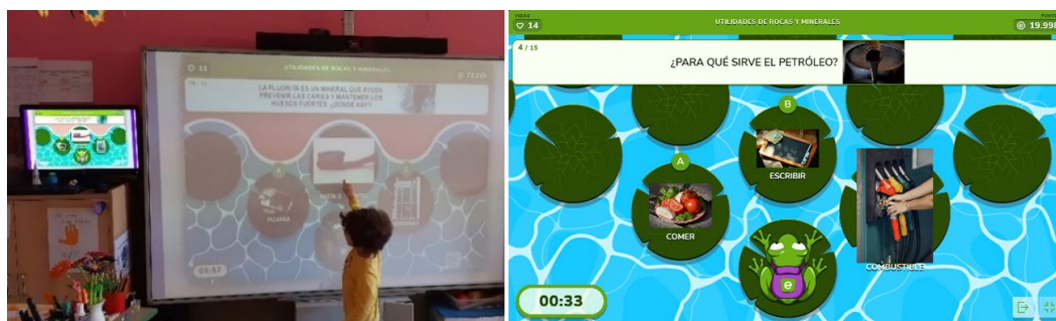 11
UTILIDADES DE ROCAS Y MINERALES
LA FLUORITA ES UN MINERAL QUE AYUDA
PREVENIR LAS CARIES Y MANTENER LOS
HUESOS FUERTES. ¿DÓNDE HAY?
PIZARRA
05:57
VIDAS
14
UTILIDADES DE ROCAS Y MINERALES
19.998
4 / 15
¿PARA QUÉ SIRVE EL PETRÓLEO?
B
ESCRIBIR
A
COMER
COMBUSTIBLE
e
00:33